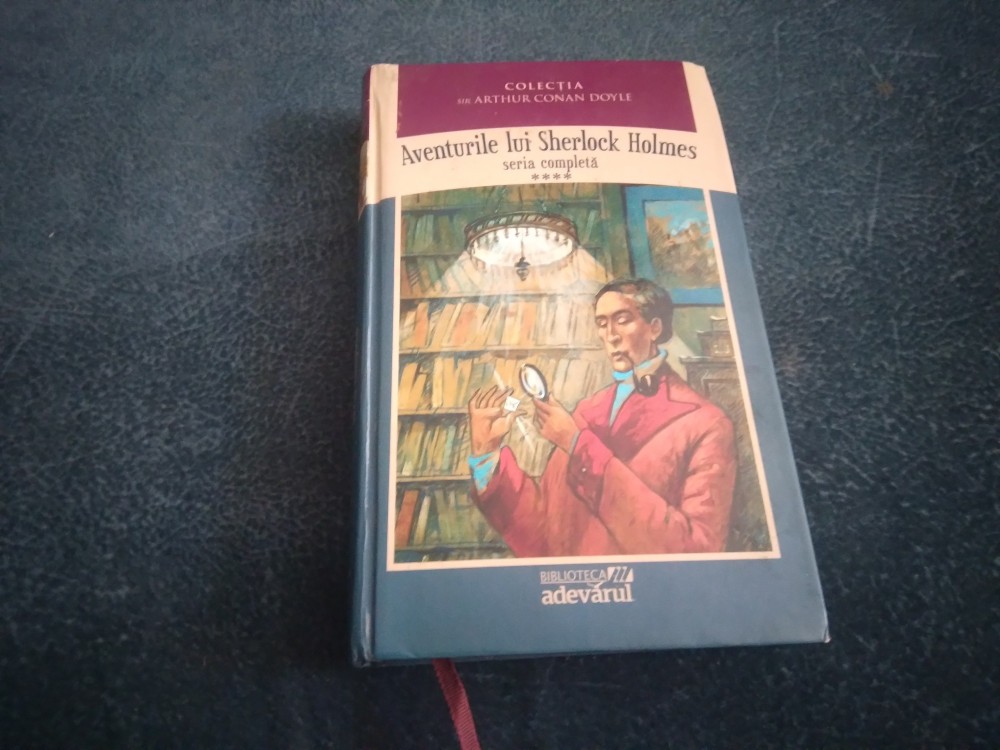 COLECȚIA
SIR ARTHUR CONAN DOYLE
Aventurile lui Sherlock Holmes
seria completă
****
BIBLIOTECA
adevărul